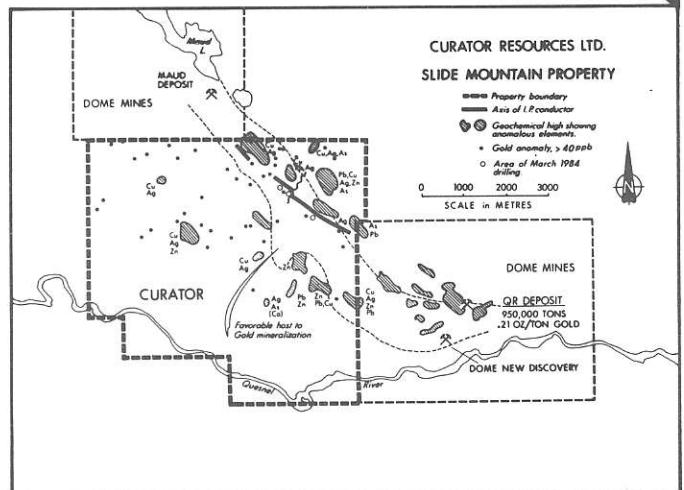 CURATOR RESOURCES LTD.
SLIDE MOUNTAIN PROPERTY
Property boundary
Axis of I.P. conductor
Geochemical high showing
anomalous elements.
Gold anomaly, > 40 ppb
Area of March 1984
drilling.
0 1000 2000 3000
SCALE in METRES
L.
MAUD
DEPOSIT
DOME MINES
Cu,Ag,As
Pb,Cu
Ag,Zn
As
Cu
Ag
Cu
Ag
Zn
Ag
As
Pb
Cu
Ag
Zn
CURATOR
Ag
As
(Co)
Pb
Zn
Zn
Pb,Cu
Cu
Ag
Zn
Pb
Favorable host to
Gold mineralization
DOME MINES
QR DEPOSIT
950,000 TONS
.21 OZ/TON GOLD
DOME NEW DISCOVERY
Quesnel
River